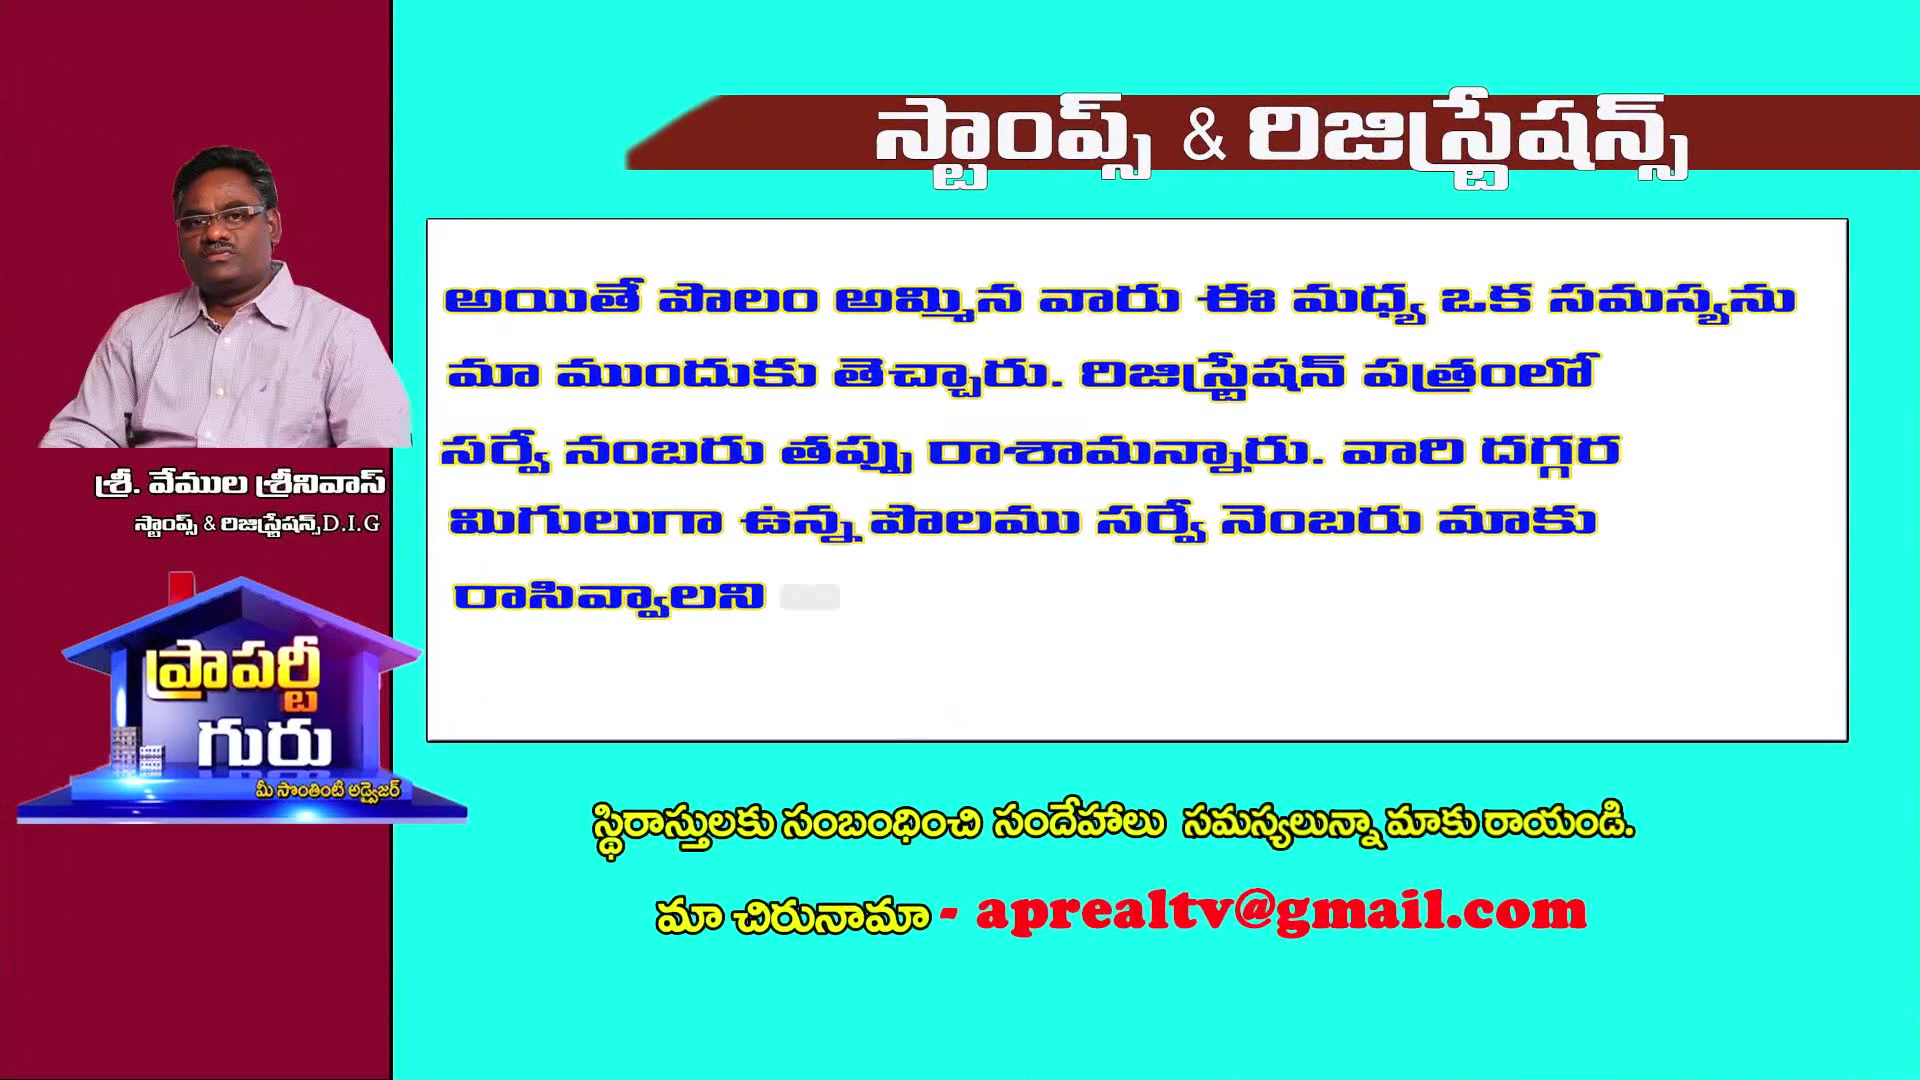 స్టాంప్స్ & రిజిస్ట్రేషన్స్
అయితే పొలం అమ్మిన వారు ఈ మధ్య ఒక సమస్యను
మా ముందుకు తెచ్చారు. రిజిస్ట్రేషన్ పత్రంలో
సర్వే నంబరు తప్పు రాశామన్నారు. వారి దగ్గర
మిగులుగా ఉన్న పొలము సర్వే నెంబరు మాకు
రాసివ్వాలని
శ్రీ. వేముల శ్రీనివాస్
స్టాంప్స్ & రిజిస్ట్రేషన్స్ D.I.G
ప్రాపర్టీ
గురు
మీ సొంతింటి అడ్వైజర్
స్థిరాస్తులకు సంబంధించి సందేహాలు సమస్యలున్నా మాకు రాయండి.
మా చిరునామా - aprealtv@gmail.com